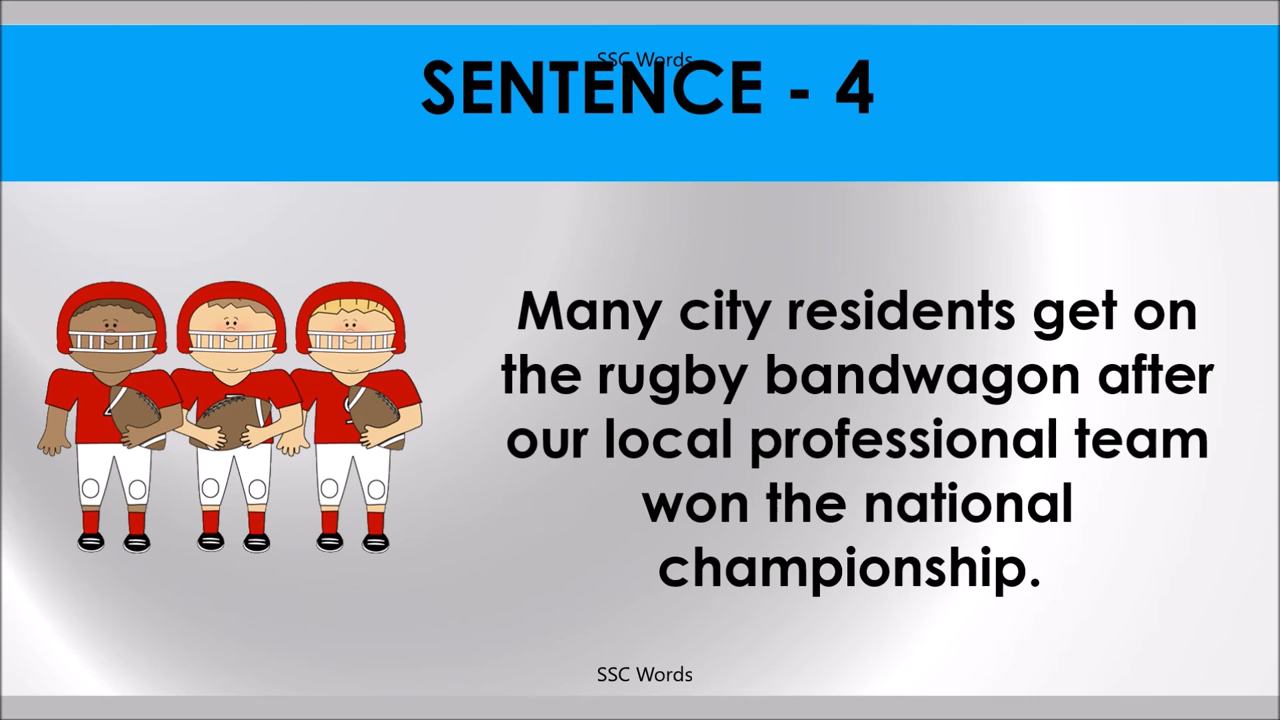 SSC Words
SENTENCE - 4
Many city residents get on
the rugby bandwagon after
our local professional team
won the national
championship.
SSC Words